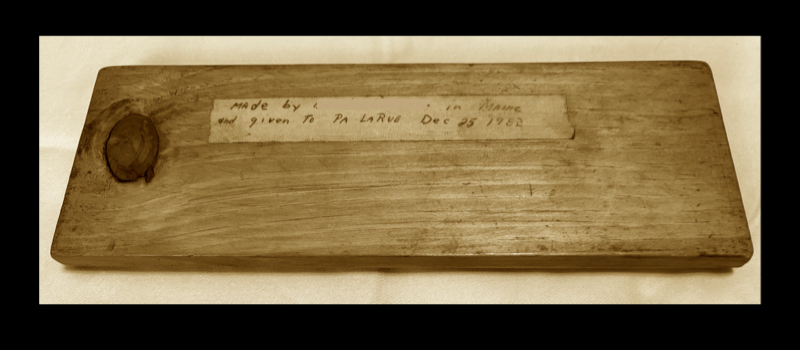 MADE by in MAINE
and given To PA LARUE Dec 25 1982